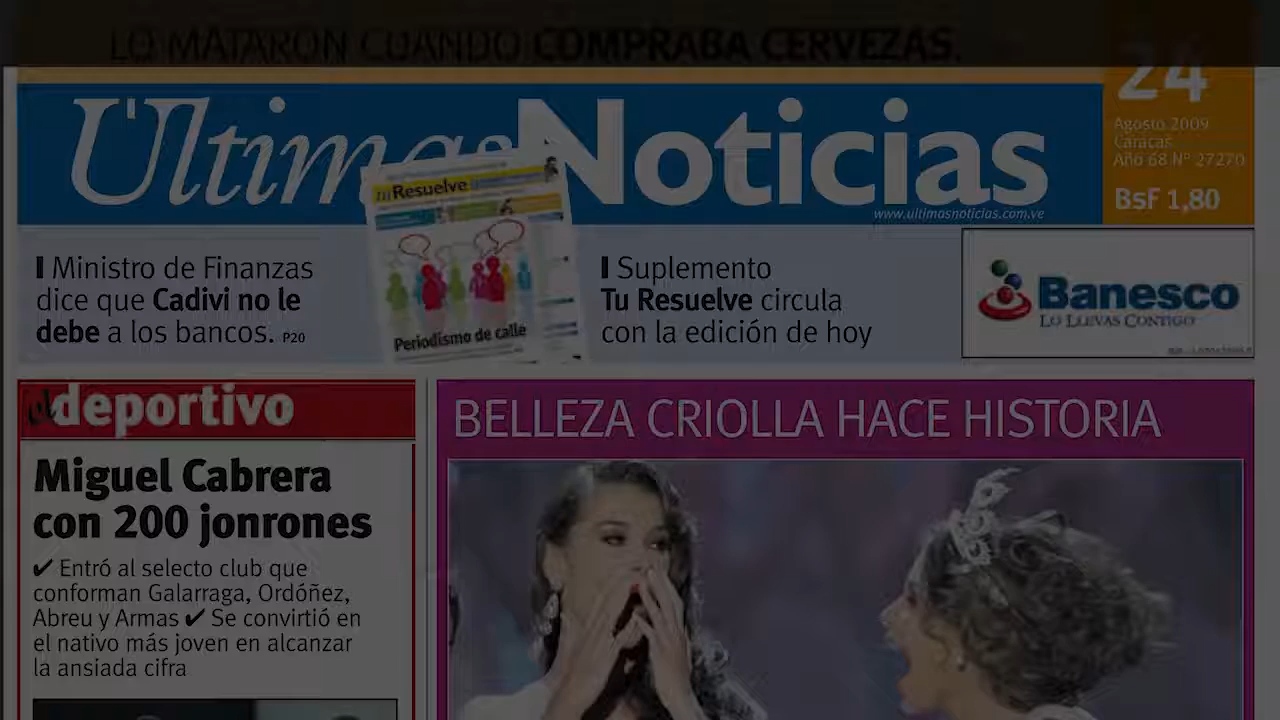 LO MATARON CUANDO COMPRABA CERVEZAS.
Últimas Noticias
www.ultimasnoticias.com.ve
24
Agosto 2009
Caracas
Año 68 Nº 27270
BsF 1,80
Ministro de Finanzas
dice que Cadivi no le
debe a los bancos. P20
tu Resuelve
Periodismo de calle
Suplemento
Tu Resuelve circula
con la edición de hoy
Banesco
LO LLEVAS CONTIGO
el deportivo
Miguel Cabrera
con 200 jonrones
✔ Entró al selecto club que
conforman Galarraga, Ordóñez,
Abreu y Armas ✔ Se convirtió en
el nativo más joven en alcanzar
la ansiada cifra
BELLEZA CRIOLLA HACE HISTORIA